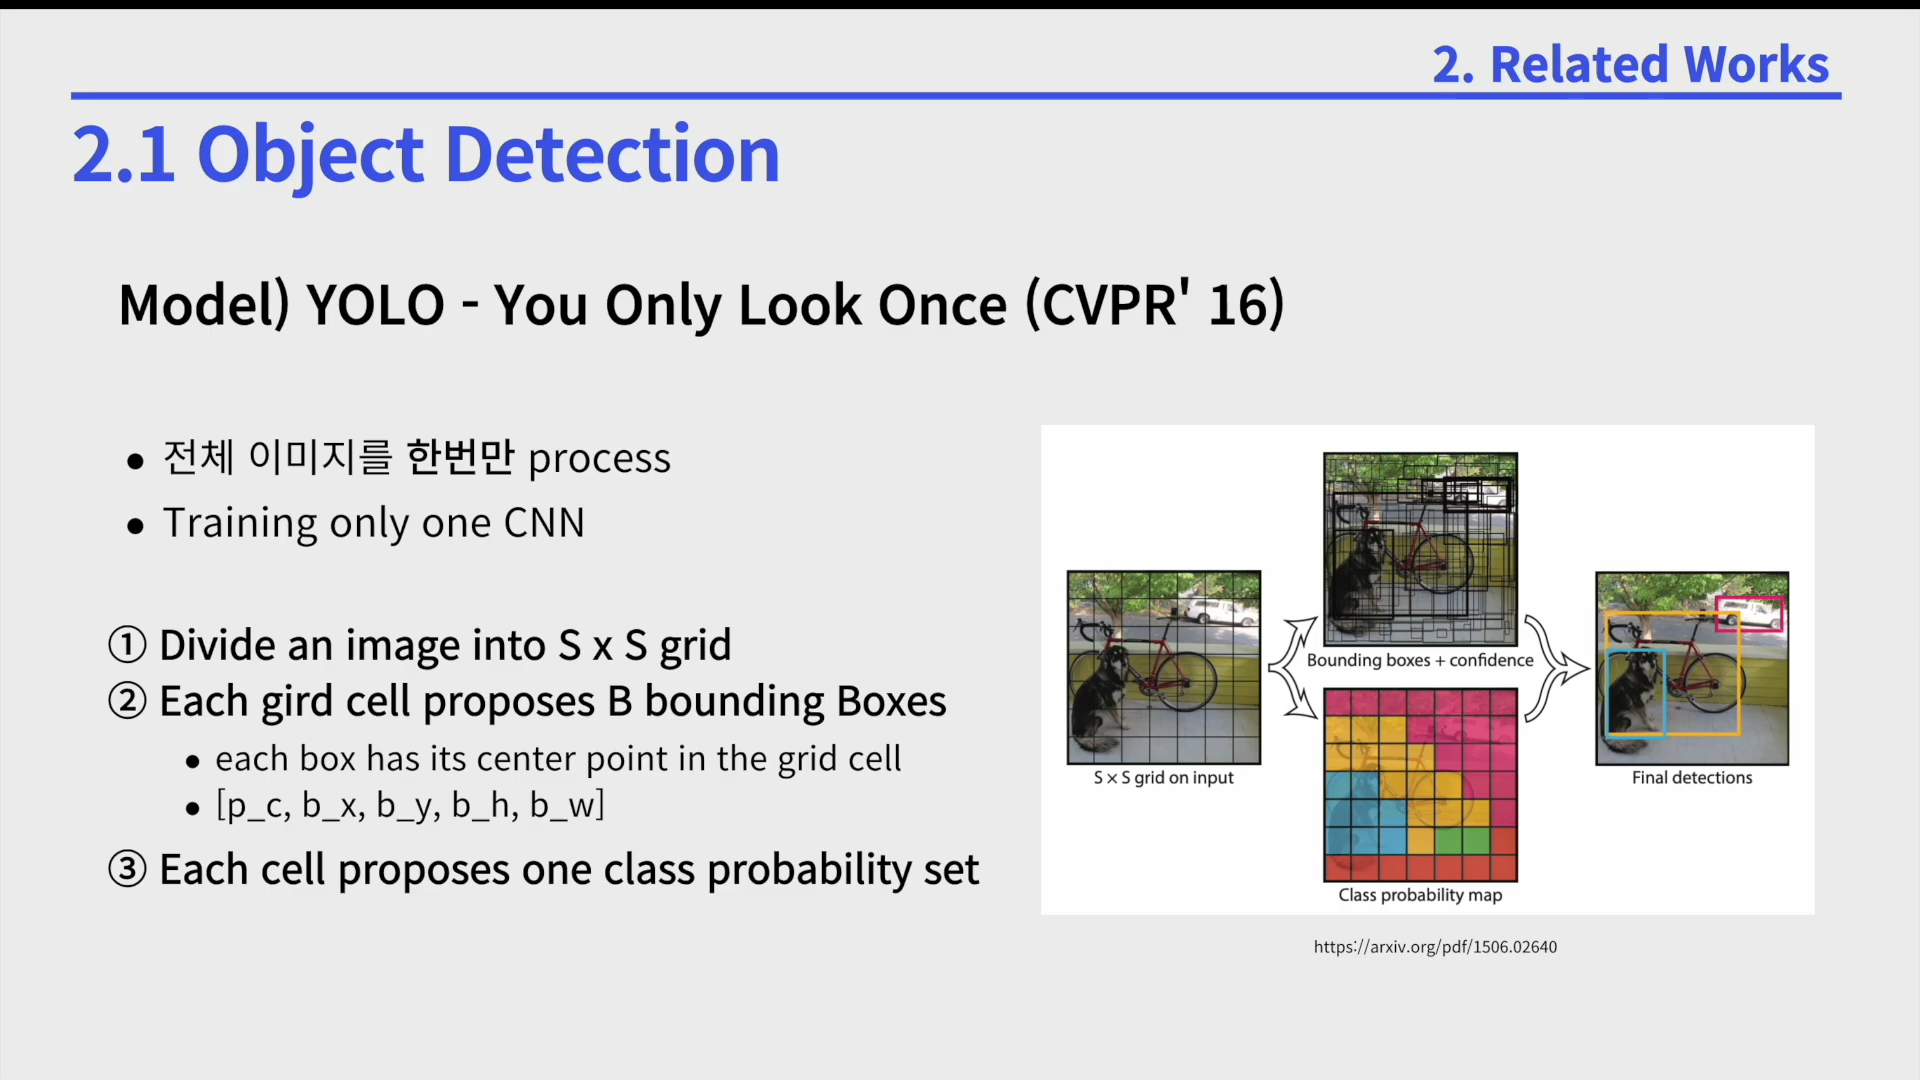 2. Related Works
2.1 Object Detection
Model) YOLO - You Only Look Once (CVPR' 16)
• 전체 이미지를 한번만 process
• Training only one CNN
① Divide an image into S x S grid
② Each gird cell proposes B bounding Boxes
• each box has its center point in the grid cell
• [p_c, b_x, b_y, b_h, b_w]
③ Each cell proposes one class probability set
S × S grid on input
Bounding boxes + confidence
Class probability map
Final detections
https://arxiv.org/pdf/1506.02640